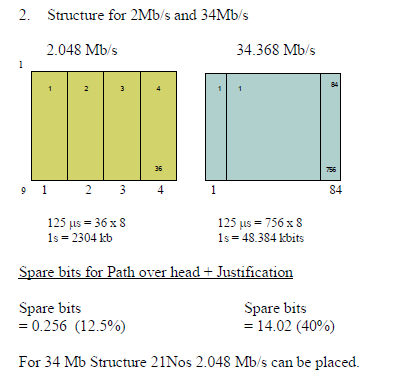 2. Structure for 2Mb/s and 34Mb/s
2.048 Mb/s 34.368 Mb/s
1
1 2 3 4 1 1 84
36 756
9 1 2 3 4 1 84
125 µs = 36 x 8 125 µs = 756 x 8
1s = 2304 kb 1s = 48.384 kbits
Spare bits for Path over head + Justification
Spare bits Spare bits
= 0.256 (12.5%) = 14.02 (40%)
For 34 Mb Structure 21Nos 2.048 Mb/s can be placed.